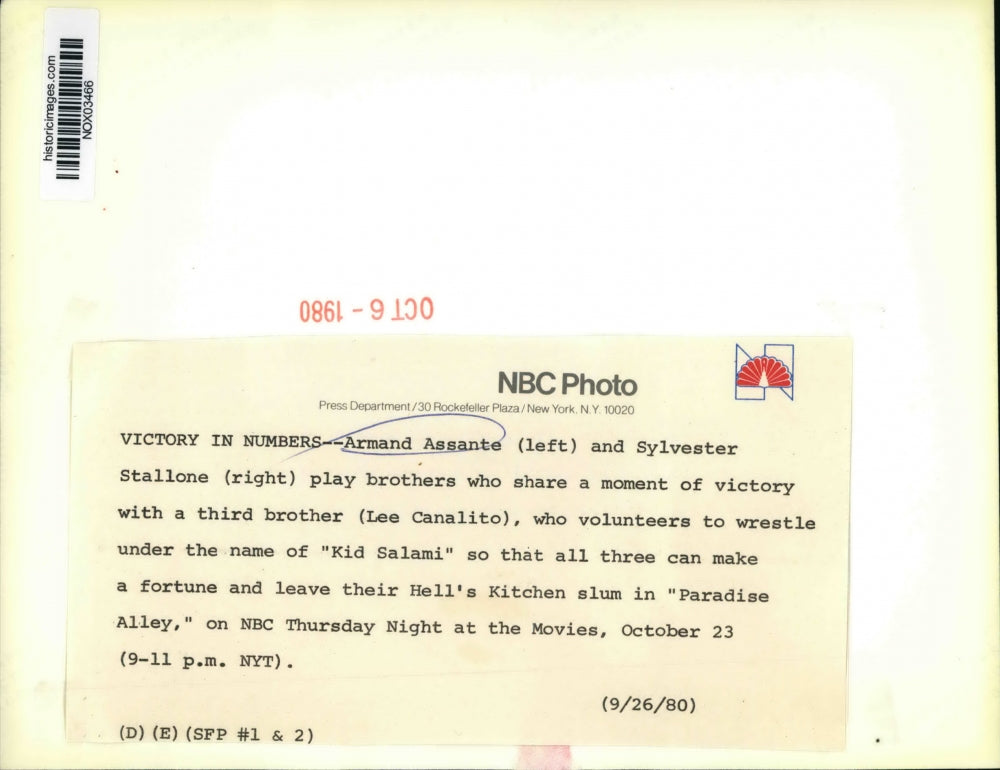 historicimages.com
NOX03466
OCT 6 - 1980
NBC Photo
Press Department/30 Rockefeller Plaza/New York. N.Y. 10020
VICTORY IN NUMBERS--Armand Assante (left) and Sylvester
Stallone (right) play brothers who share a moment of victory
with a third brother (Lee Canalito), who volunteers to wrestle
under the name of "Kid Salami" so that all three can make
a fortune and leave their Hell's Kitchen slum in "Paradise
Alley," on NBC Thursday Night at the Movies, October 23
(9-11 p.m. NYT).
(9/26/80)
(D)(E)(SFP #1 & 2)